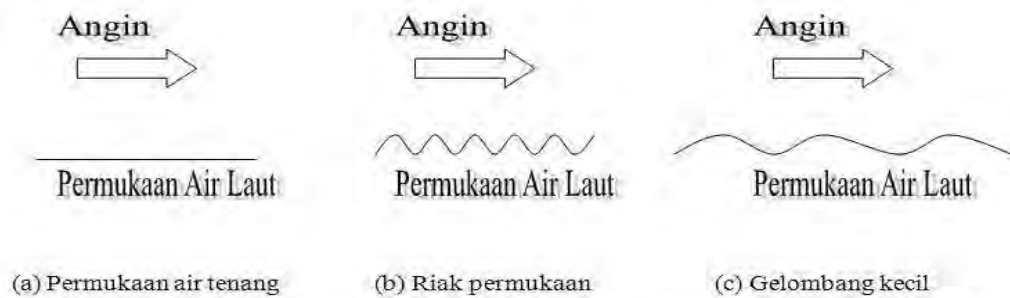 Angin
Angin
Angin
Permukaan Air Laut
Permukaan Air Laut
Permukaan Air Laut
(a) Permukaan air tenang
(b) Riak permukaan
(c) Gelombang kecil